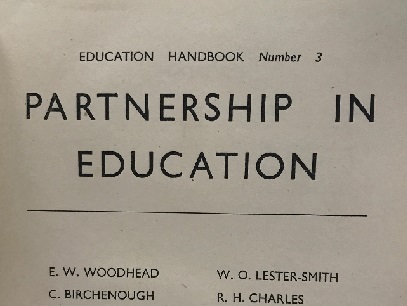 EDUCATION HANDBOOK Number 3
PARTNERSHIP IN
EDUCATION
E. W. WOODHEAD W. O. LESTER-SMITH
C. BIRCHENOUGH R. H. CHARLES